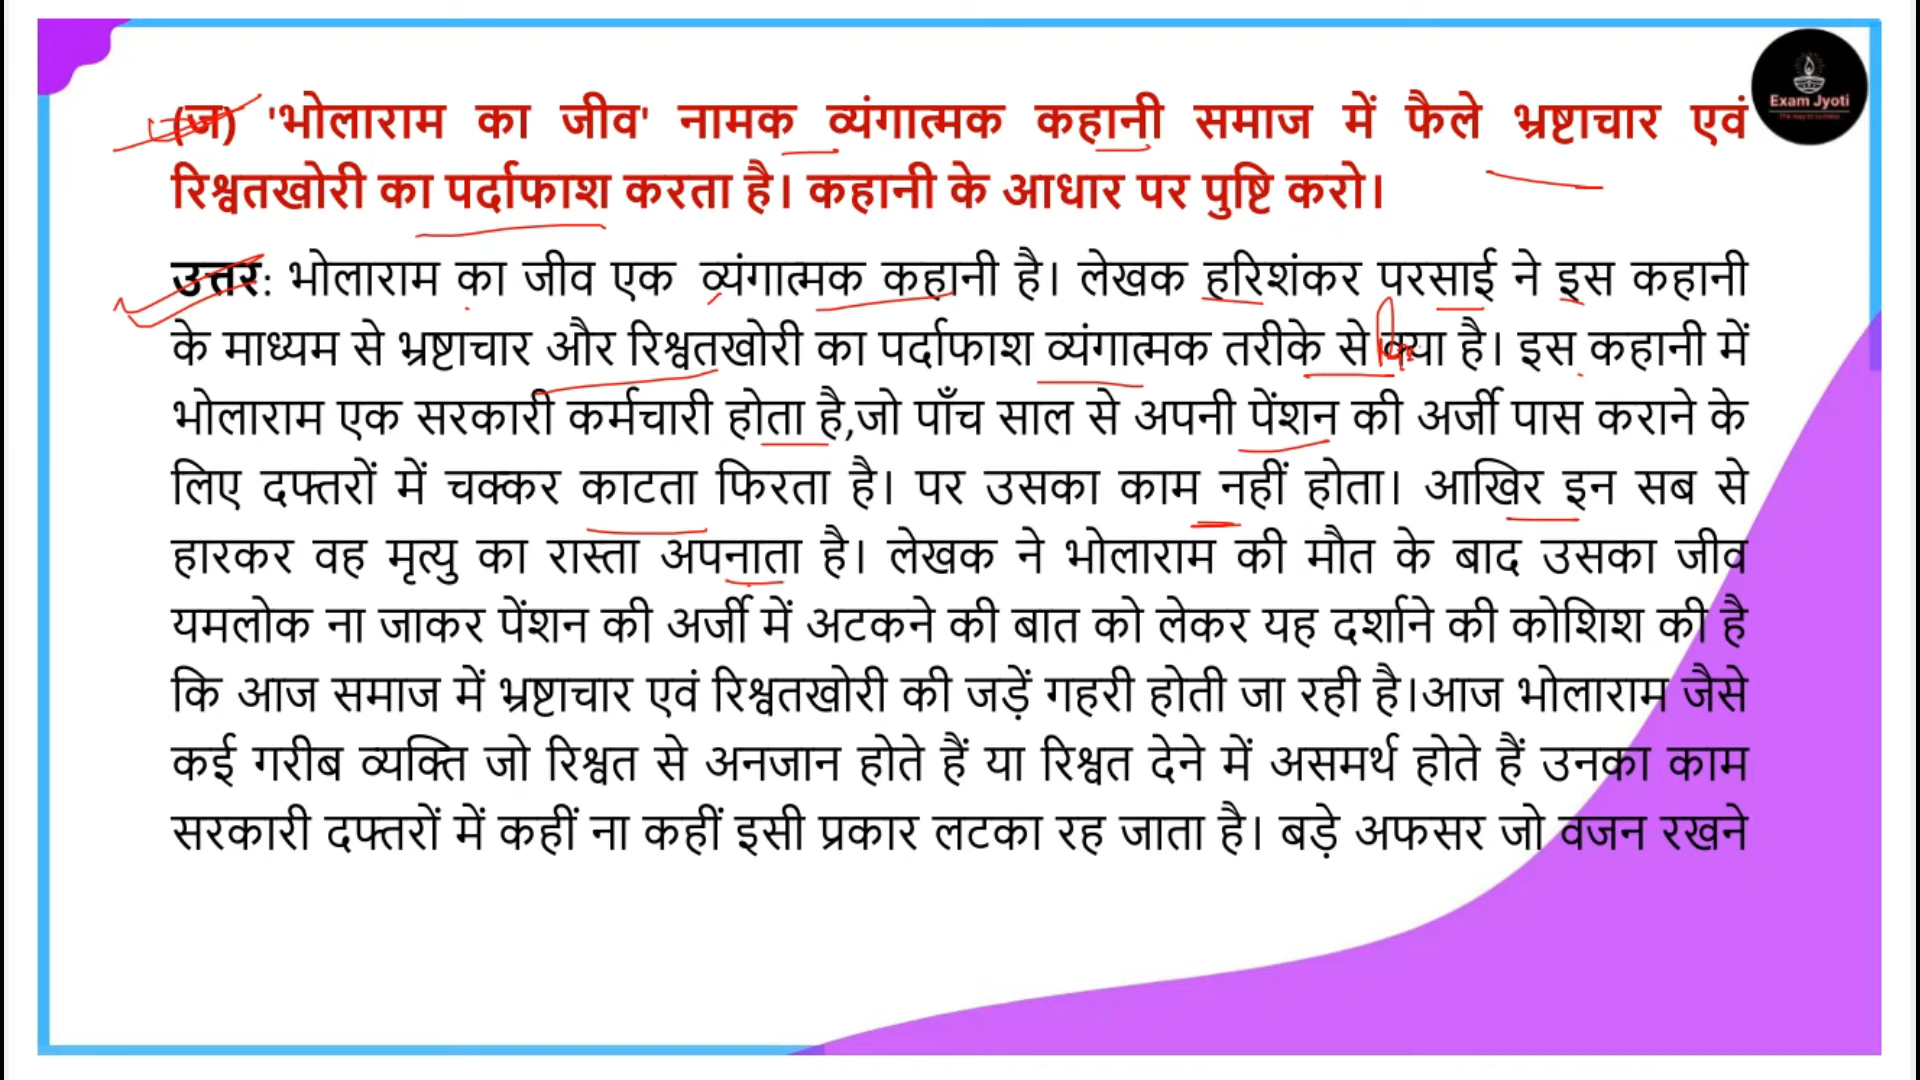 (ज) 'भोलाराम का जीव' नामक व्यंगात्मक कहानी समाज में फैले भ्रष्टाचार एवं
रिश्वतखोरी का पर्दाफाश करता है। कहानी के आधार पर पुष्टि करो।
उत्तर: भोलाराम का जीव एक व्यंगात्मक कहानी है। लेखक हरिशंकर परसाई ने इस कहानी
के माध्यम से भ्रष्टाचार और रिश्वतखोरी का पर्दाफाश व्यंगात्मक तरीके से क्या है। इस कहानी में
भोलाराम एक सरकारी कर्मचारी होता है,जो पाँच साल से अपनी पेंशन की अर्जी पास कराने के
लिए दफ्तरों में चक्कर काटता फिरता है। पर उसका काम नहीं होता। आखिर इन सब से
हारकर वह मृत्यु का रास्ता अपनाता है। लेखक ने भोलाराम की मौत के बाद उसका जीव
यमलोक ना जाकर पेंशन की अर्जी में अटकने की बात को लेकर यह दर्शाने की कोशिश की है
कि आज समाज में भ्रष्टाचार एवं रिश्वतखोरी की जड़ें गहरी होती जा रही है।आज भोलाराम जैसे
कई गरीब व्यक्ति जो रिश्वत से अनजान होते हैं या रिश्वत देने में असमर्थ होते हैं उनका काम
सरकारी दफ्तरों में कहीं ना कहीं इसी प्रकार लटका रह जाता है। बड़े अफसर जो वजन रखने
Exam Jyoti